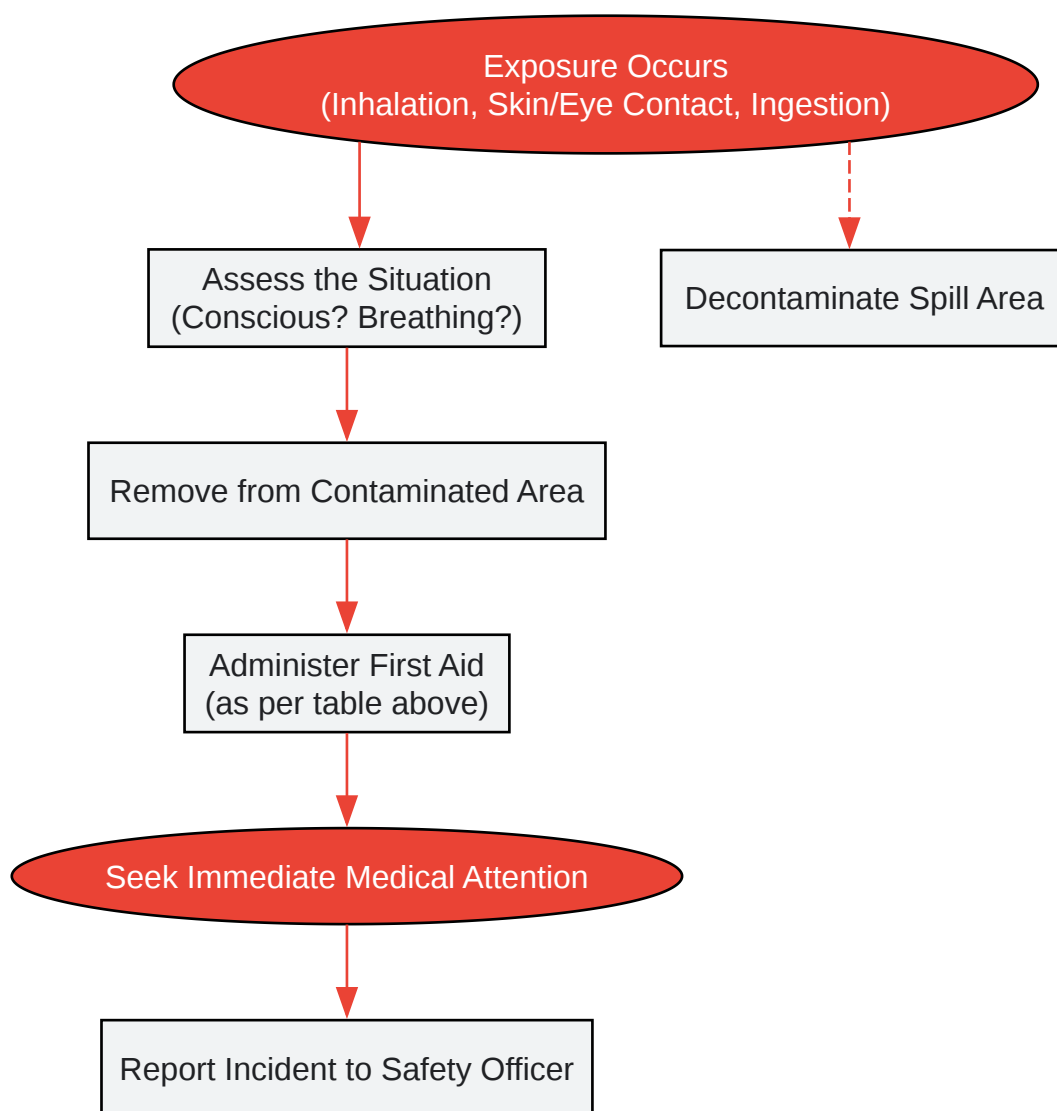 Exposure Occurs
(Inhalation, Skin/Eye Contact, Ingestion)
Assess the Situation
(Conscious? Breathing?)
Decontaminate Spill Area
Remove from Contaminated Area
Administer First Aid
(as per table above)
Seek Immediate Medical Attention
Report Incident to Safety Officer